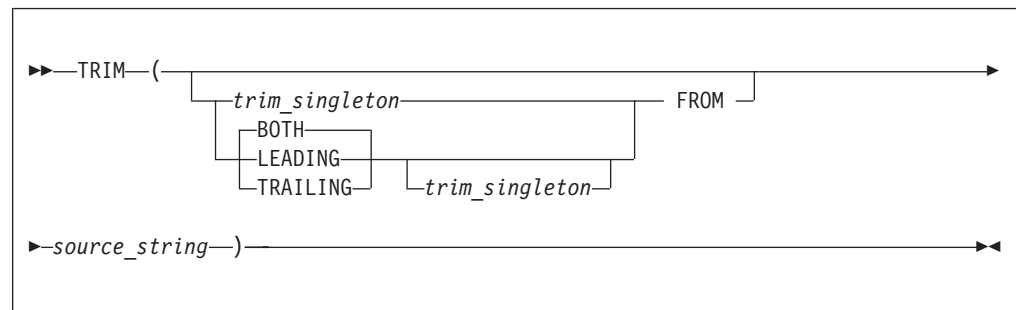 TRIM (
trim_singleton FROM
BOTH
LEADING
TRAILING trim_singleton
source_string )